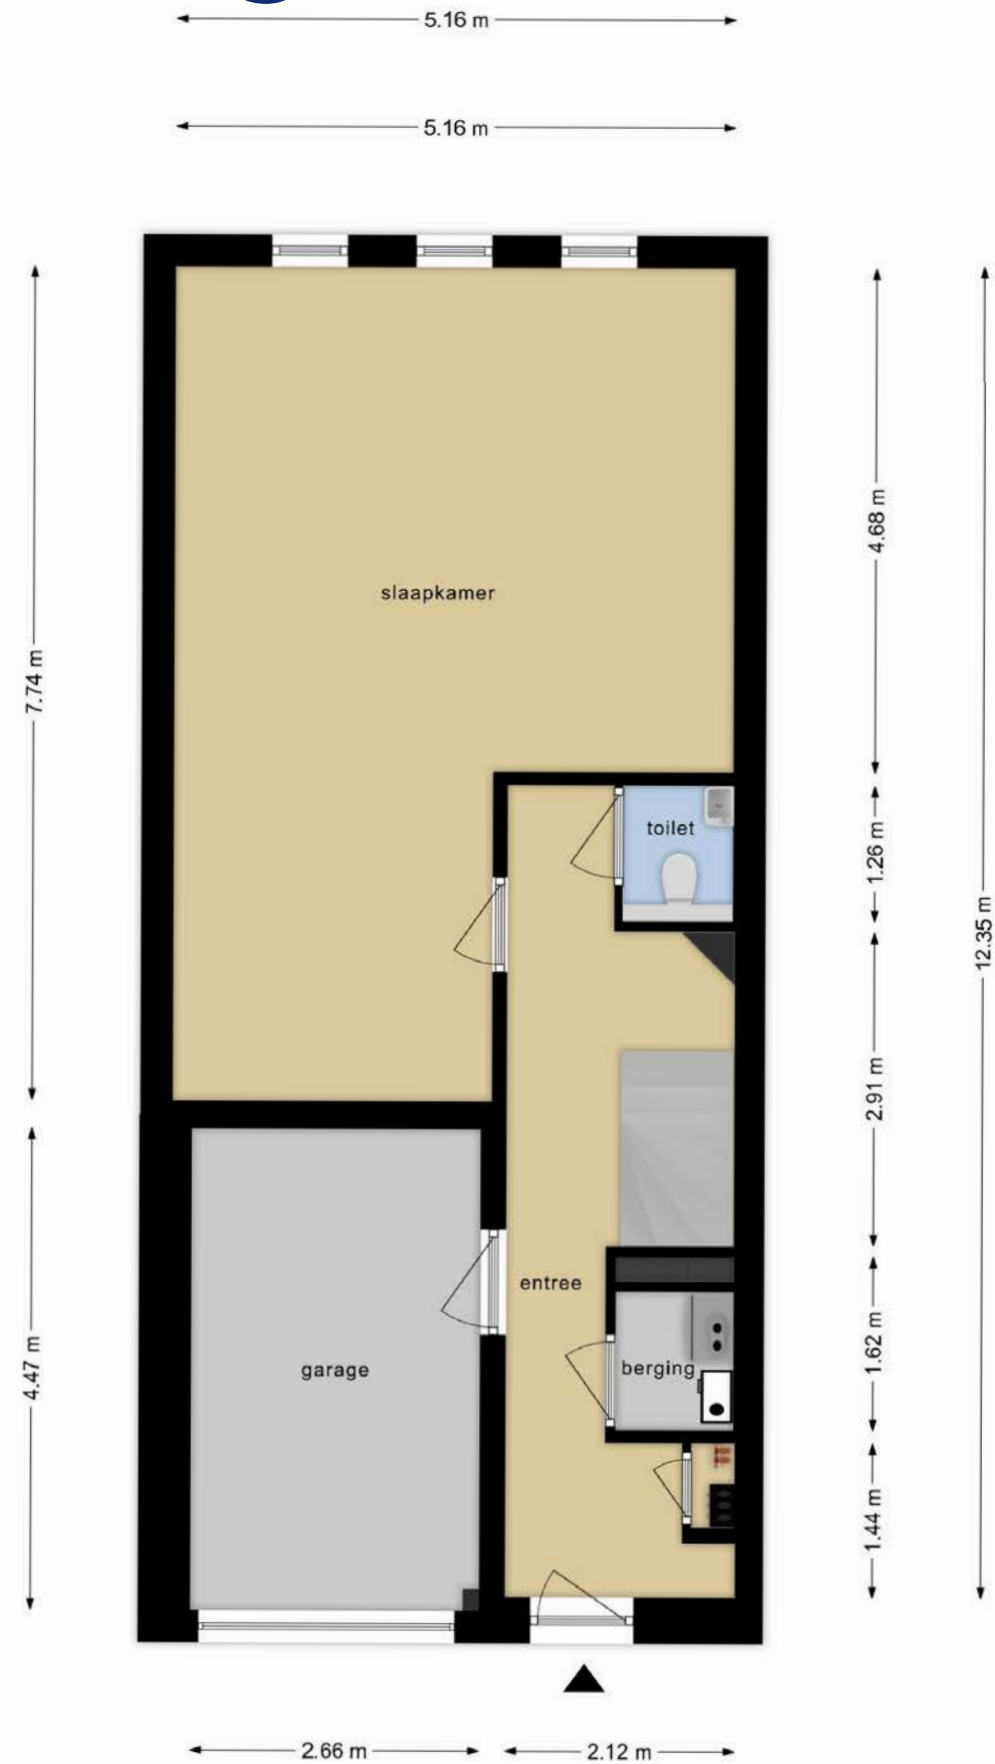 5.16 m
5.16 m
4.68 m
slaapkamer
7.74 m
toilet
1.26 m
12.35 m
2.91 m
entree
garage
berging
1.62 m
4.47 m
1.44 m
2.66 m
2.12 m